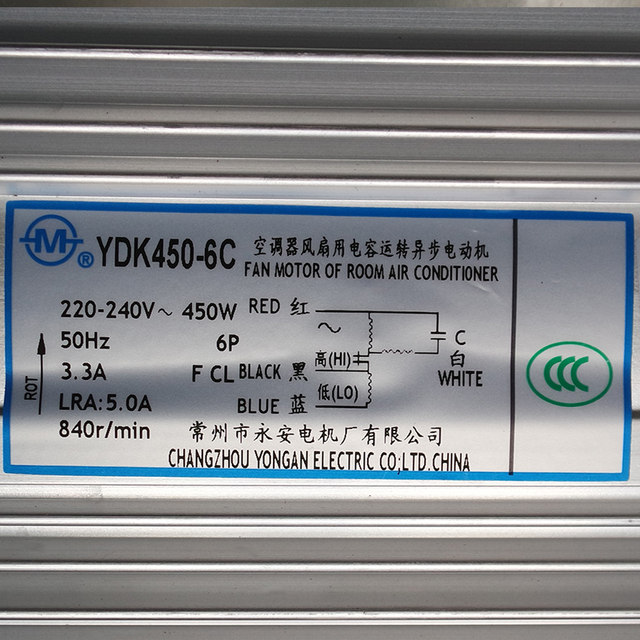 M ® YDK450-6C 空调器风扇用电容运转异步电动机
FAN MOTOR OF ROOM AIR CONDITIONER
220-240V～ 450W RED 红
50Hz 6P ～ C
ROT 3.3A F CL BLACK 黑 高(HI) 白
WHITE
LRA:5.0A BLUE 蓝 低(LO)
840r/min 常州市永安电机厂有限公司
CHANGZHOU YONGAN ELECTRIC CO;LTD.CHINA
CCC